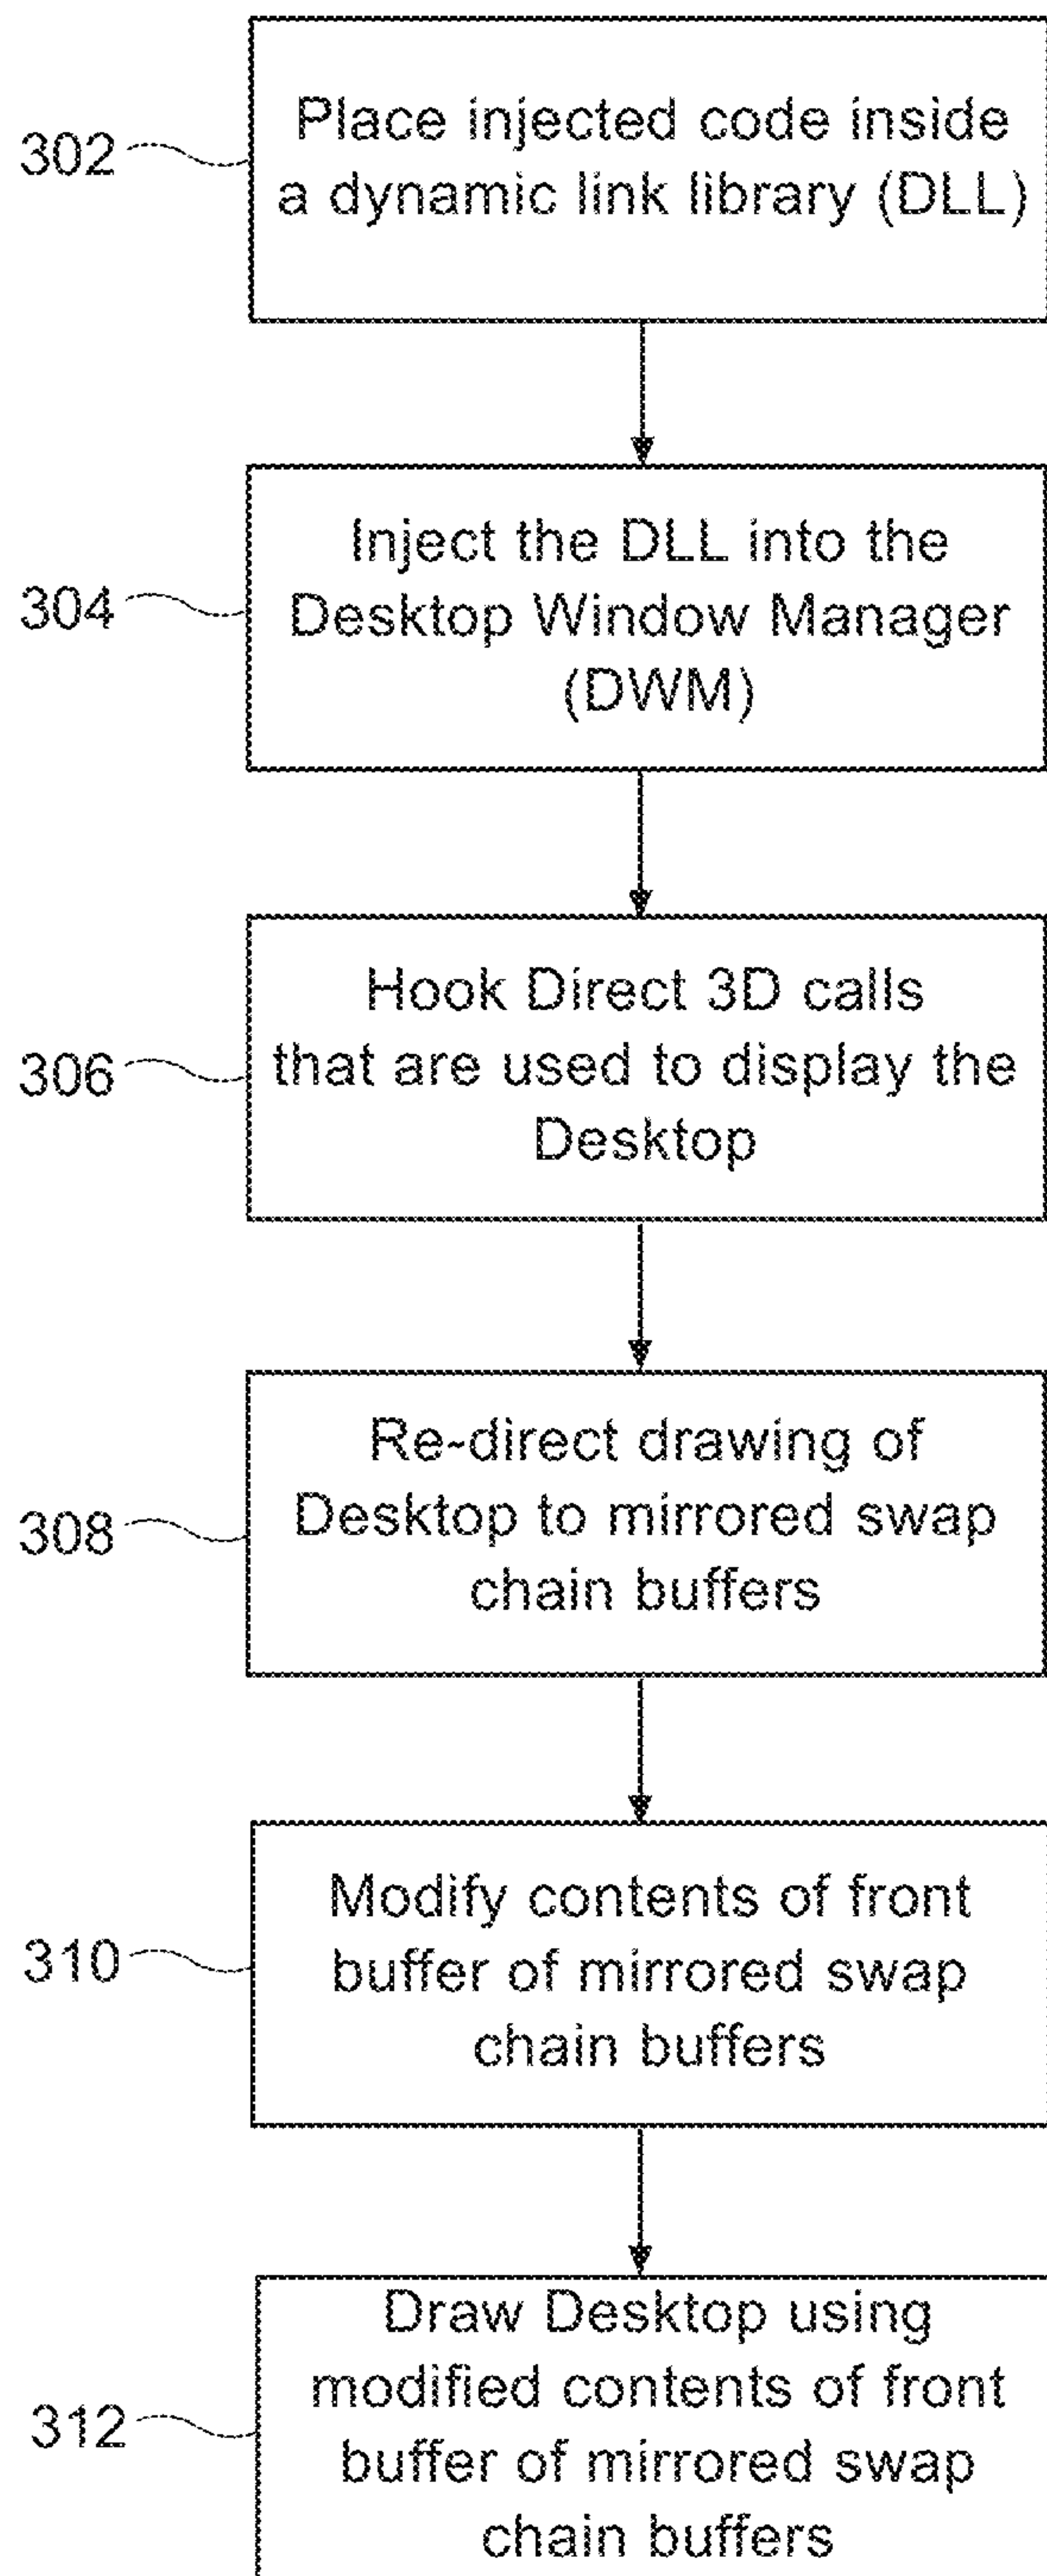 302
Place injected code inside
a dynamic link library (DLL)
304
Inject the DLL into the
Desktop Window Manager
(DWM)
306
Hook Direct 3D calls
that are used to display the
Desktop
308
Re-direct drawing of
Desktop to mirrored swap
chain buffers
310
Modify contents of front
buffer of mirrored swap
chain buffers
312
Draw Desktop using
modified contents of front
buffer of mirrored swap
chain buffers